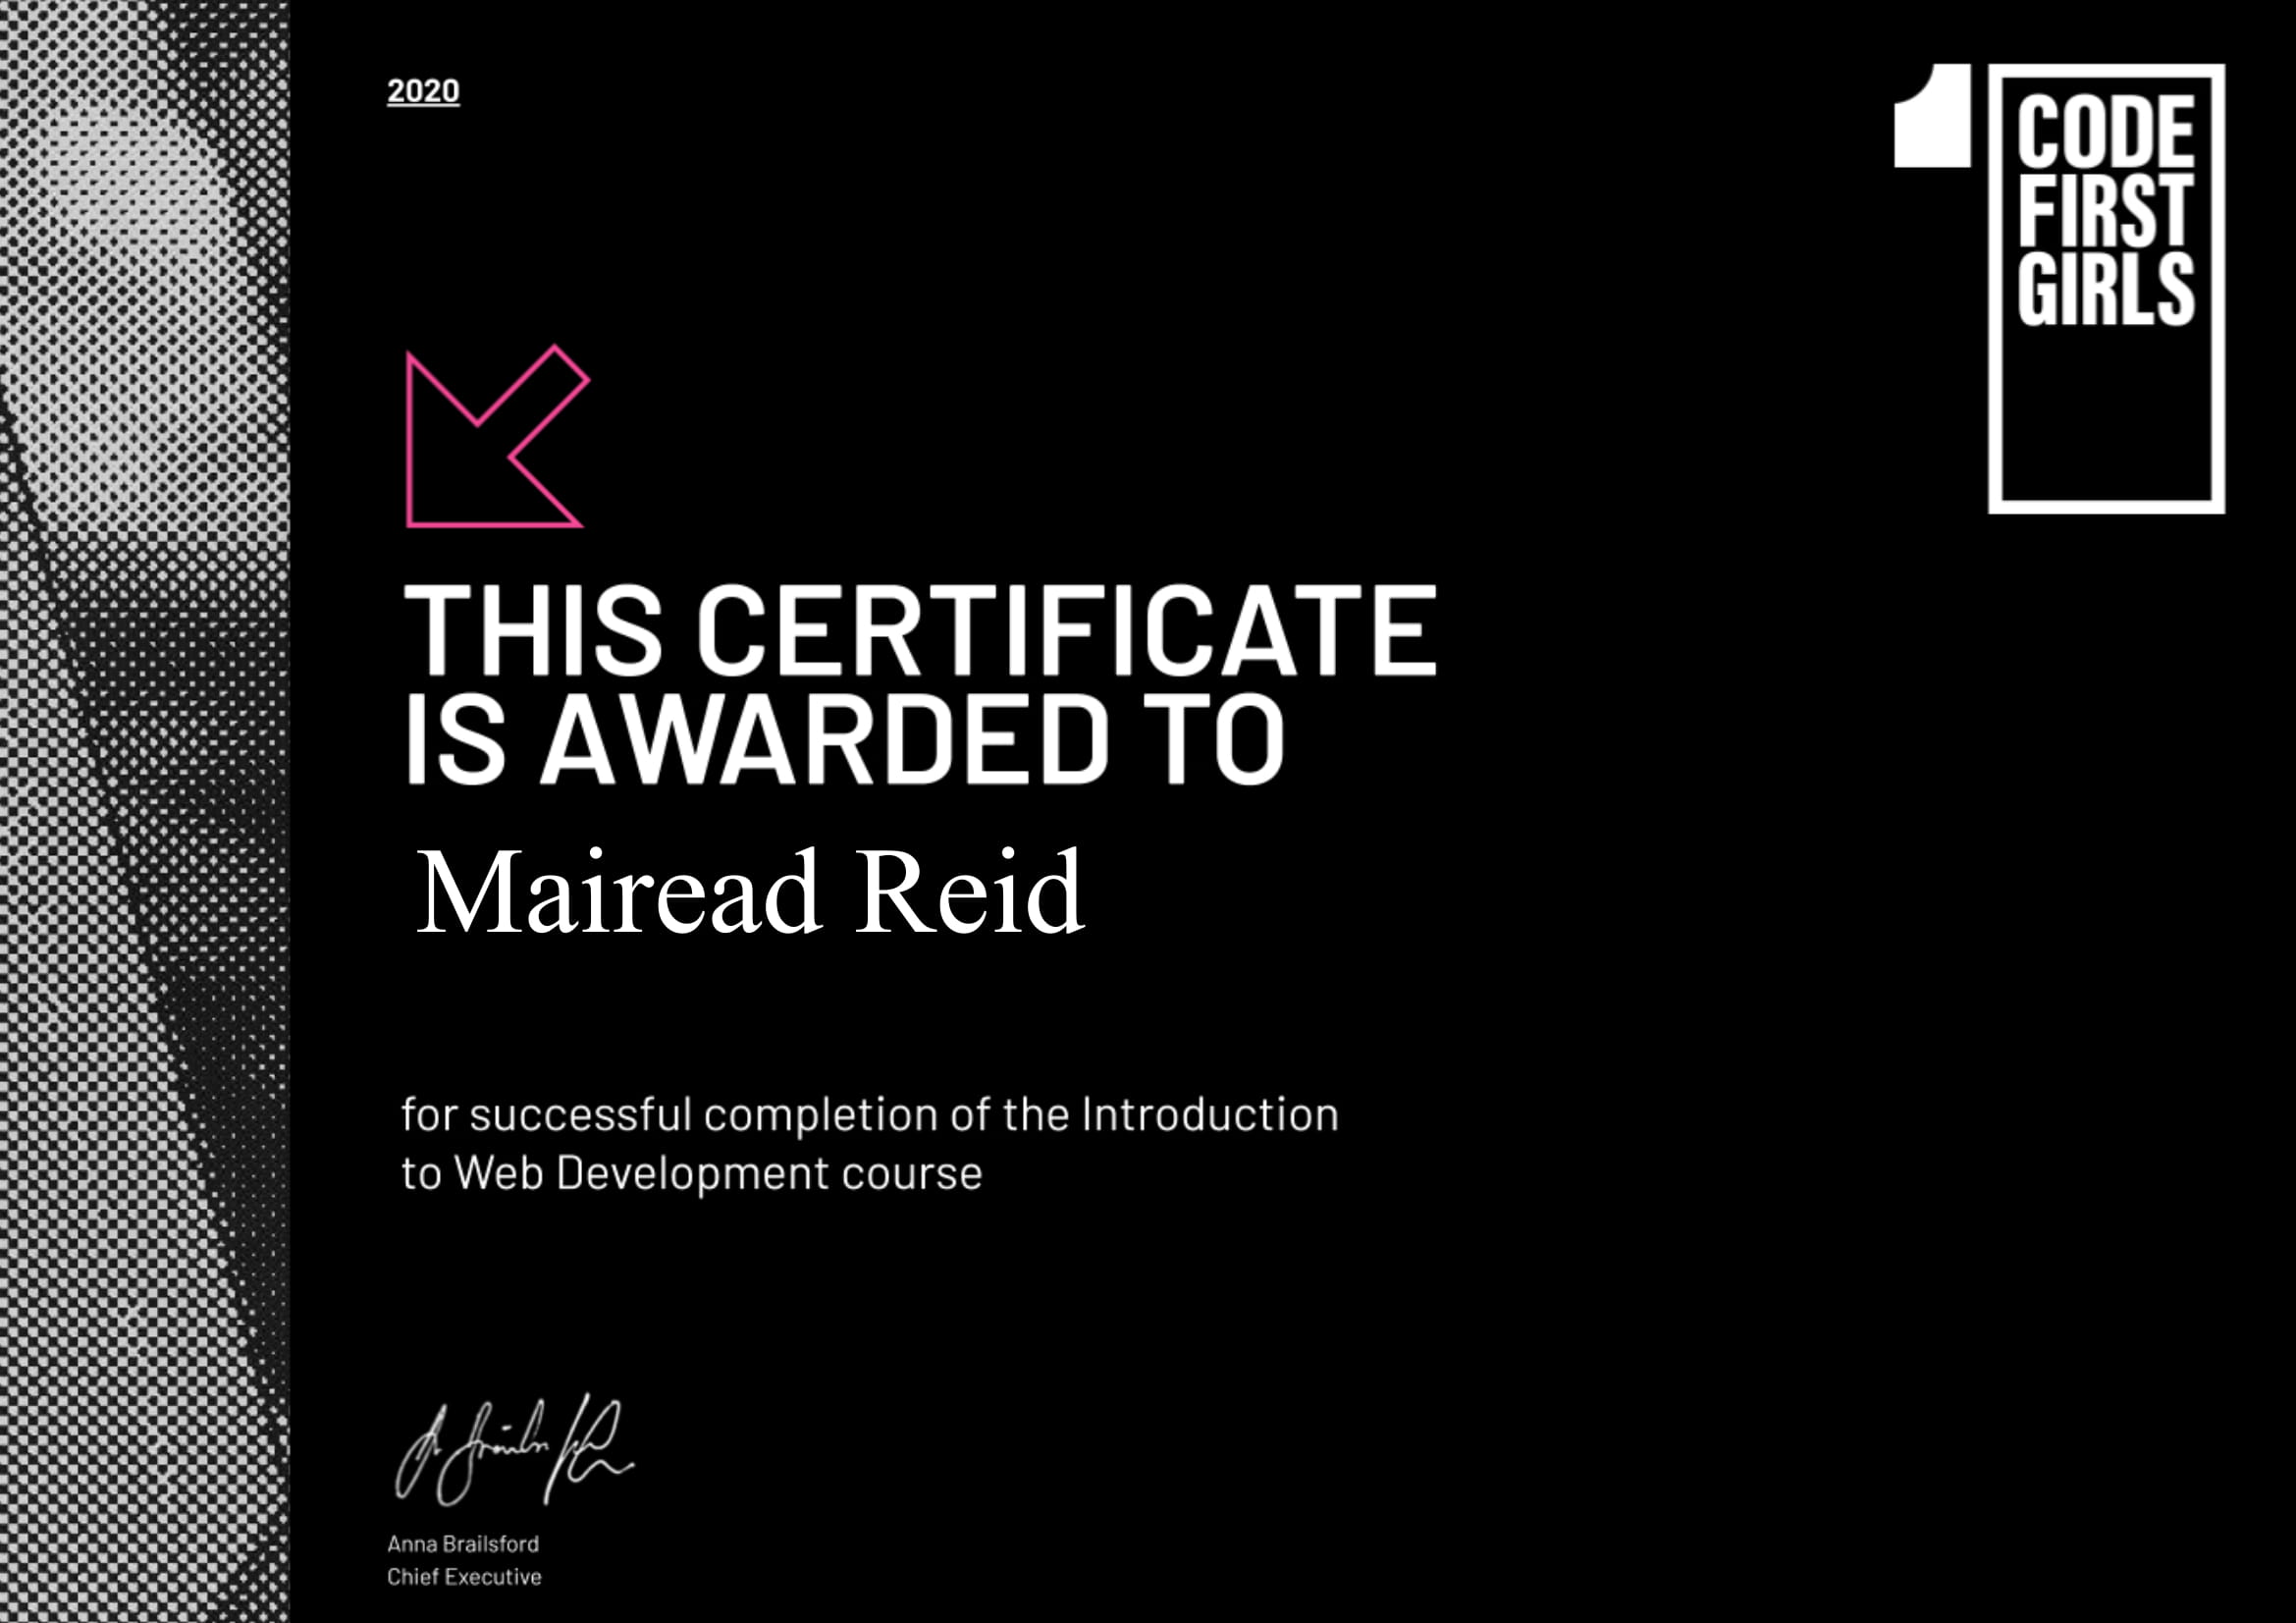 2020
CODE
FIRST
GIRLS
THIS CERTIFICATE
IS AWARDED TO
Mairead Reid
for successful completion of the Introduction
to Web Development course
Anna Brailsford
Chief Executive